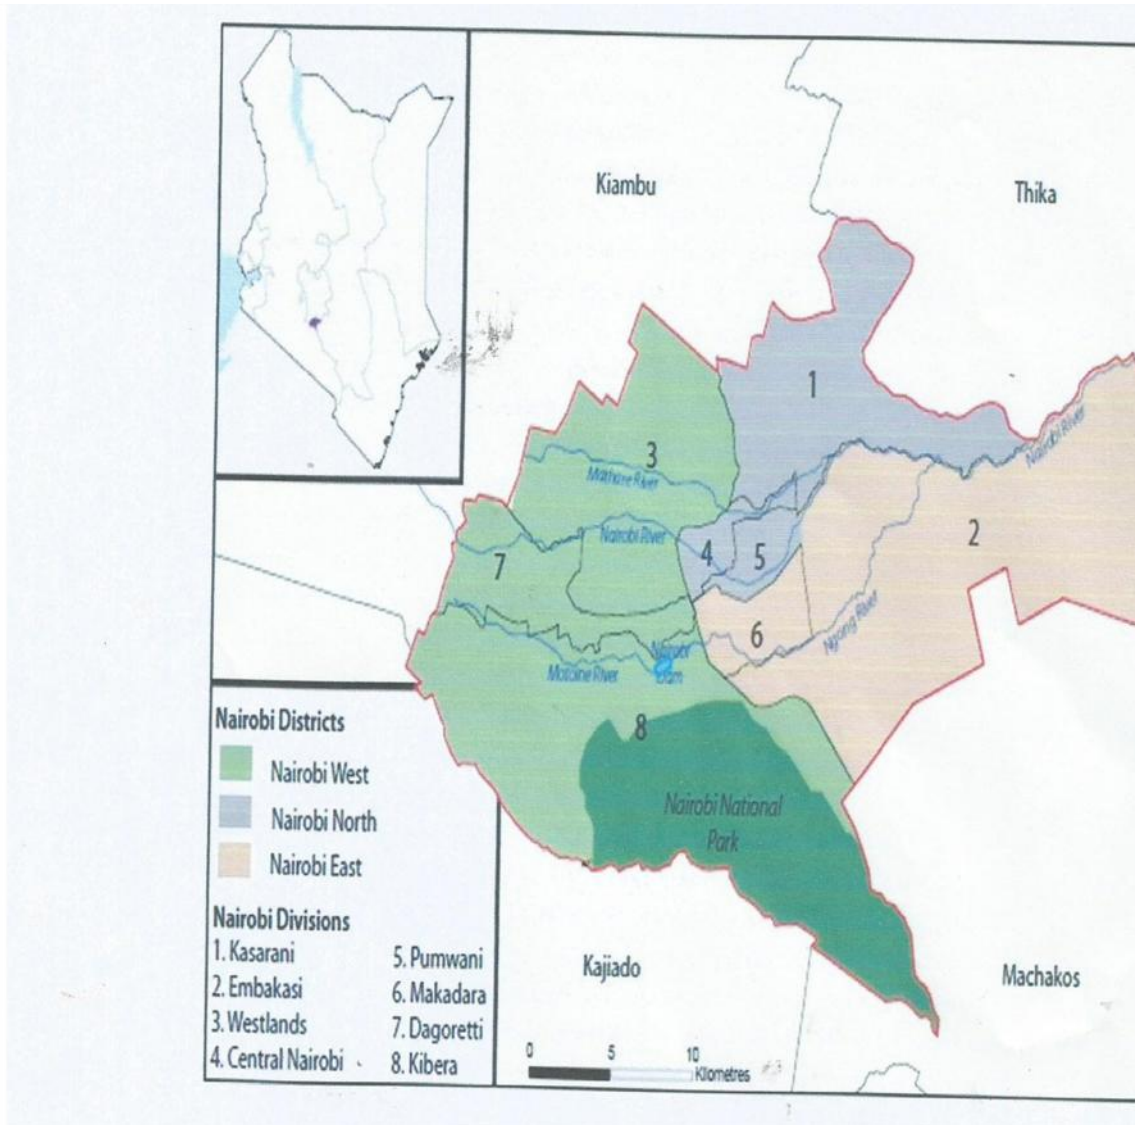 Kiambu
Thika
1
3
Mathare River
Nairobi River
2
Nairobi River
4
5
7
6
Ngong River
Nairobi
Dam
Motoine River
8
Nairobi National
Park
Nairobi Districts
Nairobi West
Nairobi North
Nairobi East
Nairobi Divisions
1. Kasarani
2. Embakasi
3. Westlands
4. Central Nairobi
5. Pumwani
6. Makadara
7. Dagoretti
8. Kibera
Kajiado
Machakos
0 5 10
Kilometres